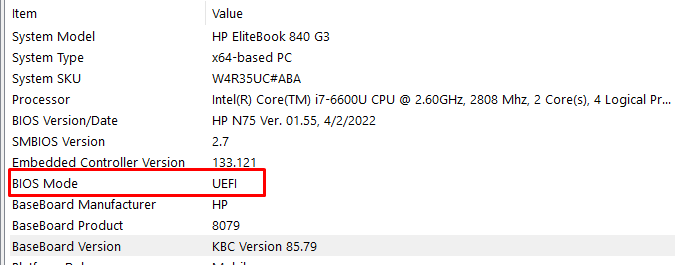 Item Value
System Model HP EliteBook 840 G3
System Type x64-based PC
System SKU W4R35UC#ABA
Processor Intel(R) Core(TM) i7-6600U CPU @ 2.60GHz, 2808 Mhz, 2 Core(s), 4 Logical Pr...
BIOS Version/Date HP N75 Ver. 01.55, 4/2/2022
SMBIOS Version 2.7
Embedded Controller Version 133.121
BIOS Mode UEFI
BaseBoard Manufacturer HP
BaseBoard Product 8079
BaseBoard Version KBC Version 85.79